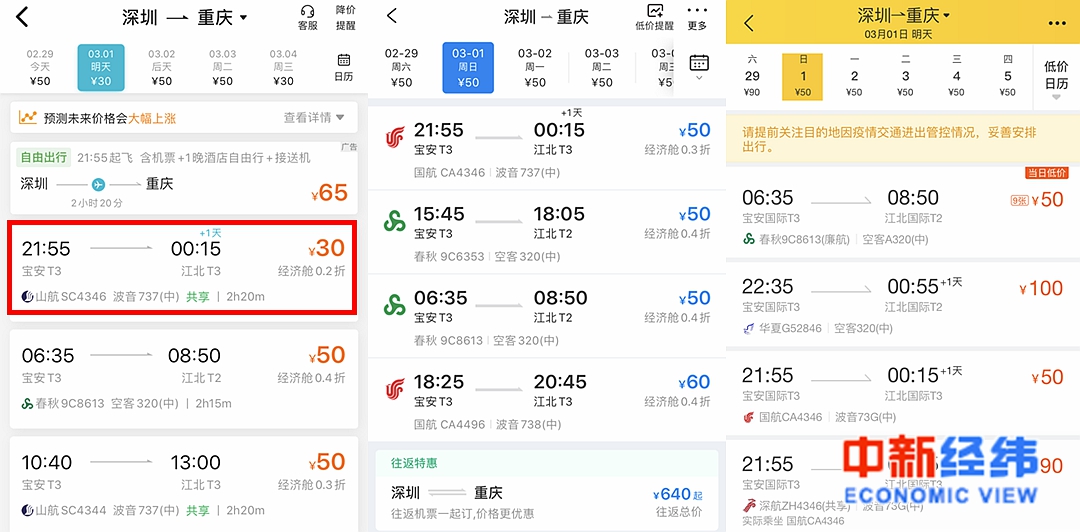 深圳 — 重庆
客服
降价
提醒
02.29
今天
¥50
03.01
明天
¥30
03.02
后天
¥50
03.03
周二
¥50
03.04
周三
¥30
日历
预测未来价格会大幅上涨
查看详情
广告
自由出行 21:55起飞 含机票+1晚酒店自由行+接送机
深圳 重庆
2小时20分
¥65
+1天
21:55 00:15 ¥30
宝安T3 江北T3 经济舱0.2折
山航SC4346 波音737(中) 共享 | 2h20m
06:35 08:50 ¥50
宝安T3 江北T2 经济舱0.4折
春秋9C8613 空客320(中) | 2h15m
10:40 13:00 ¥50
宝安T3 江北T3 经济舱0.3折
山航SC4344 波音737(中) 共享 | 2h20m
深圳 — 重庆
低价提醒
更多
02-29
周六
¥50
03-01
周日
¥50
03-02
周一
¥50
03-03
周二
¥50
+1天
21:55 00:15 ¥50
宝安T3 江北T3 经济舱0.3折
国航 CA4346 | 波音737(中)
15:45 18:05 ¥50
宝安T3 江北T2 经济舱0.4折
春秋 9C6353 | 空客320(中)
06:35 08:50 ¥50
宝安T3 江北T2 经济舱0.4折
春秋 9C8613 | 空客320(中)
18:25 20:45 ¥60
宝安T3 江北T3 经济舱0.4折
国航 CA4496 | 波音738(中)
往返特惠
深圳 重庆 ¥640起
往返机票一起订,价格更优惠 往返总价
深圳—重庆
03月01日 明天
六
29
¥90
日
1
¥50
一
2
¥50
二
3
¥50
三
4
¥50
四
5
¥50
低价
日历
请提前关注目的地因疫情交通进出管控情况，妥善安排
出行。
当日低价
06:35 08:50 9张 ¥50
宝安国际T3 江北国际T2
春秋9C8613(廉航) | 空客A320(中)
22:35 00:55+1天 ¥100
宝安国际T3 江北国际T2
华夏G52846 | 空客320(中)
21:55 00:15+1天 ¥50
宝安国际T3 江北国际T3
国航CA4346 | 波音73G(中)
21:55 90
宝安国际T3 江北国际T3
深航ZH4346(共享) 波音73G(中)
实际乘坐 国航CA4346
中新经纬
ECONOMIC VIEW